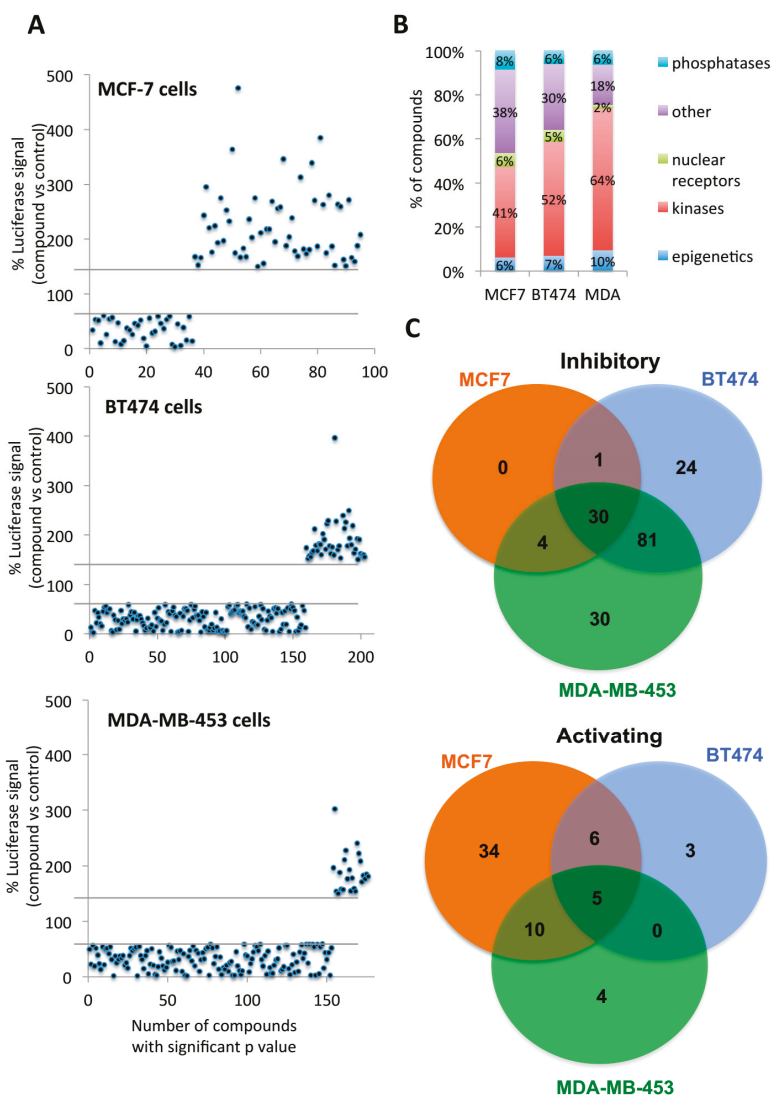 A
MCF-7 cells
% Luciferase signal
(compound vs control)
500
400
300
200
100
0
0 20 40 60 80 100
BT474 cells
% Luciferase signal
(compound vs control)
500
400
300
200
100
0
0 50 100 150 200
MDA-MB-453 cells
% Luciferase signal
(compound vs control)
500
400
300
200
100
0
0 50 100 150
Number of compounds
with significant p value
B
% of compounds
100%
80%
60%
40%
20%
0%
8% 6% 6%
38% 30% 18%
6% 5% 2%
41% 52% 64%
6% 7% 10%
MCF7 BT474 MDA
phosphatases
other
nuclear
receptors
kinases
epigenetics
C
Inhibitory
MCF7 BT474
0 1 24
30
4 81
30
MDA-MB-453
Activating
MCF7 BT474
34 6 3
5
10 0
4
MDA-MB-453